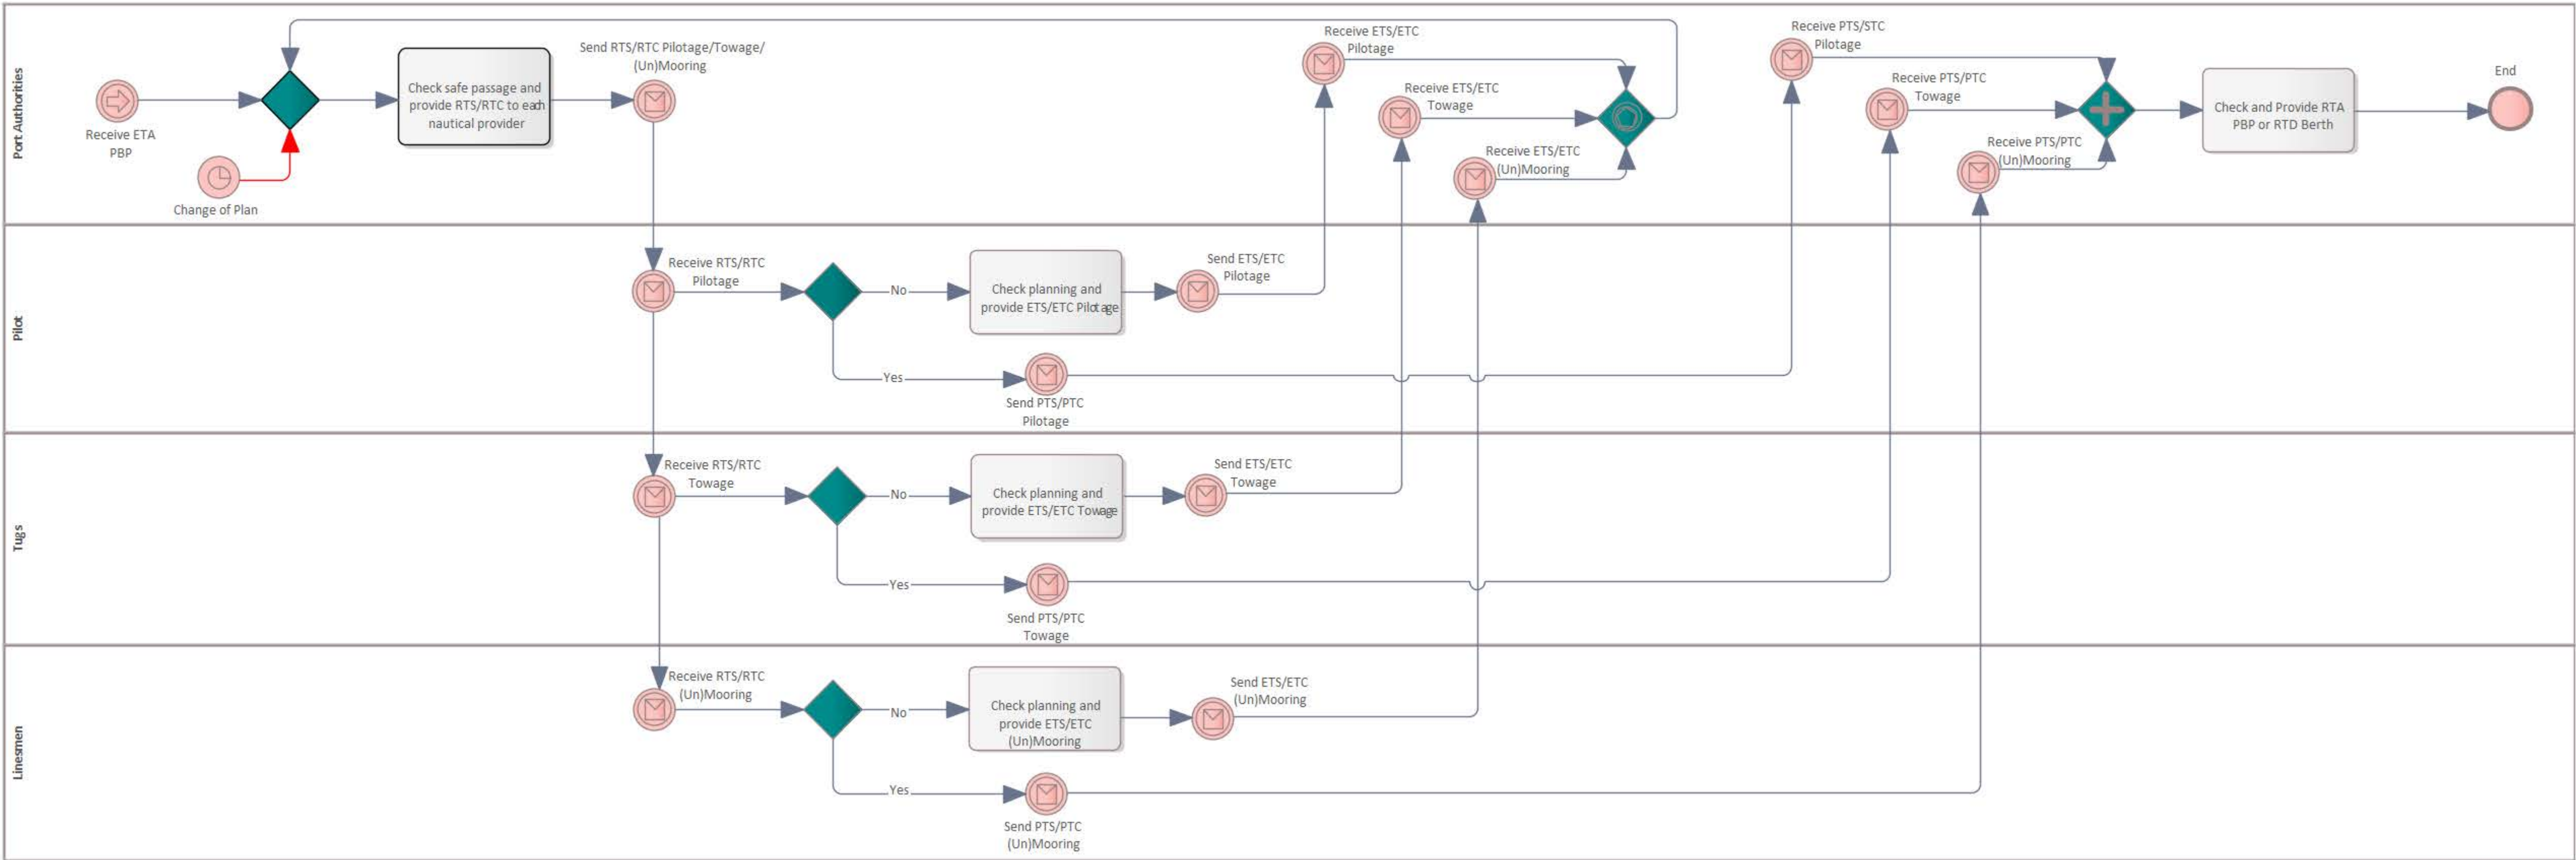 Port Authorities
Receive ETA
PBP
Change of Plan
Check safe passage and
provide RTS/RTC to each
nautical provider
Send RTS/RTC Pilotage/Towage/
(Un)Mooring
Receive ETS/ETC
Pilotage
Receive ETS/ETC
Towage
Receive ETS/ETC
(Un)Mooring
Receive PTS/STC
Pilotage
Receive PTS/PTC
Towage
Receive PTS/PTC
(Un)Mooring
Check and Provide RTA
PBP or RTD Berth
End
Pilot
Receive RTS/RTC
Pilotage
No
Check planning and
provide ETS/ETC Pilotage
Send ETS/ETC
Pilotage
Yes
Send PTS/PTC
Pilotage
Tugs
Receive RTS/RTC
Towage
No
Check planning and
provide ETS/ETC Towage
Send ETS/ETC
Towage
Yes
Send PTS/PTC
Towage
Linesmen
Receive RTS/RTC
(Un)Mooring
No
Check planning and
provide ETS/ETC
(Un)Mooring
Send ETS/ETC
(Un)Mooring
Yes
Send PTS/PTC
(Un)Mooring